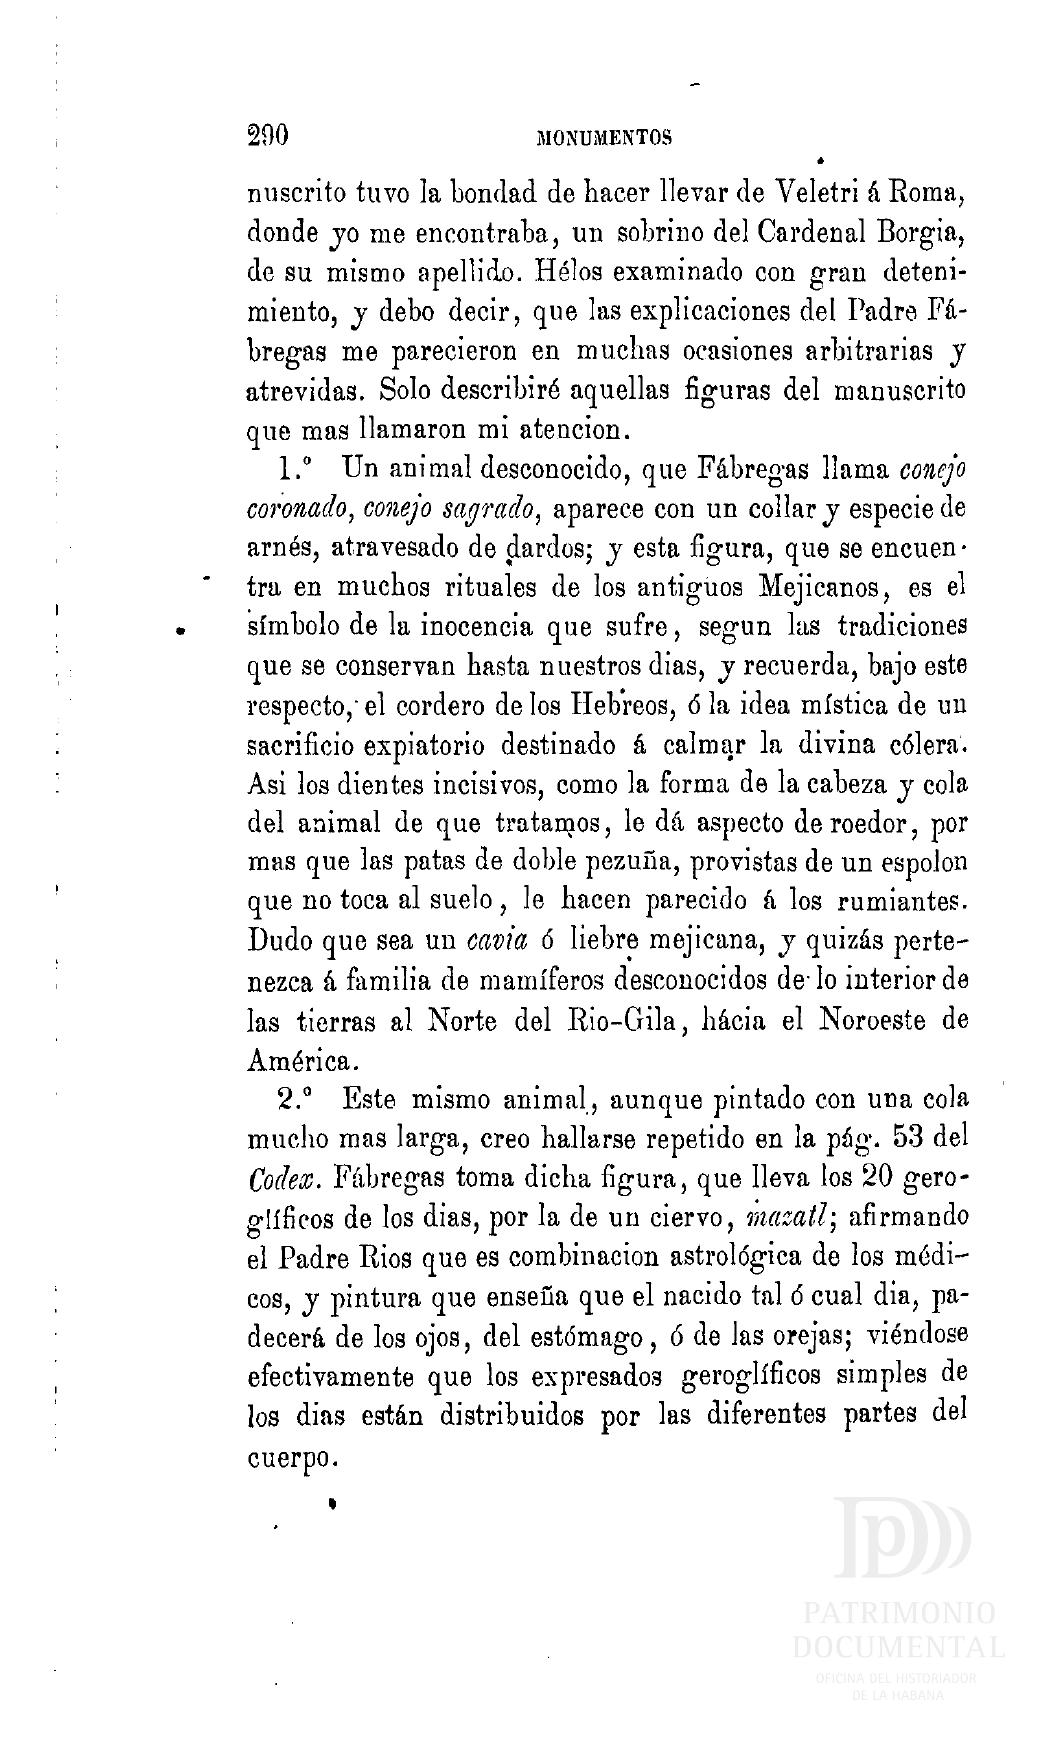 290 MONUMENTOS
nuscrito tuvo la bondad de hacer llevar de Veletri á Roma,
donde yo me encontraba, un sobrino del Cardenal Borgia,
de su mismo apellido. Hélos examinado con gran deteni-
miento, y debo decir, que las explicaciones del Padre Fá-
bregas me parecieron en muchas ocasiones arbitrarias y
atrevidas. Solo describiré aquellas figuras del manuscrito
que mas llamaron mi atencion.
1.º Un animal desconocido, que Fábregas llama conejo
coronado, conejo sagrado, aparece con un collar y especie de
arnés, atravesado de dardos; y esta figura, que se encuen-
tra en muchos rituales de los antiguos Mejicanos, es el
símbolo de la inocencia que sufre, segun las tradiciones
que se conservan hasta nuestros dias, y recuerda, bajo este
respecto, el cordero de los Hebreos, ó la idea mística de un
sacrificio expiatorio destinado á calmar la divina cólera.
Asi los dientes incisivos, como la forma de la cabeza y cola
del animal de que tratamos, le dá aspecto de roedor, por
mas que las patas de doble pezuña, provistas de un espolon
que no toca al suelo, le hacen parecido á los rumiantes.
Dudo que sea un cavia ó liebre mejicana, y quizás perte-
nezca á familia de mamíferos desconocidos de lo interior de
las tierras al Norte del Rio-Gila, hácia el Noroeste de
América.
2.º Este mismo animal, aunque pintado con una cola
mucho mas larga, creo hallarse repetido en la pág. 53 del
Codex. Fábregas toma dicha figura, que lleva los 20 gero-
glíficos de los dias, por la de un ciervo, mazatl; afirmando
el Padre Rios que es combinacion astrológica de los médi-
cos, y pintura que enseña que el nacido tal ó cual dia, pa-
decerá de los ojos, del estómago, ó de las orejas; viéndose
efectivamente que los expresados geroglíficos simples de
los dias están distribuidos por las diferentes partes del
cuerpo.
PATRIMONIO
DOCUMENTAL
OFICINA DEL HISTORIADOR
DE LA HABANA